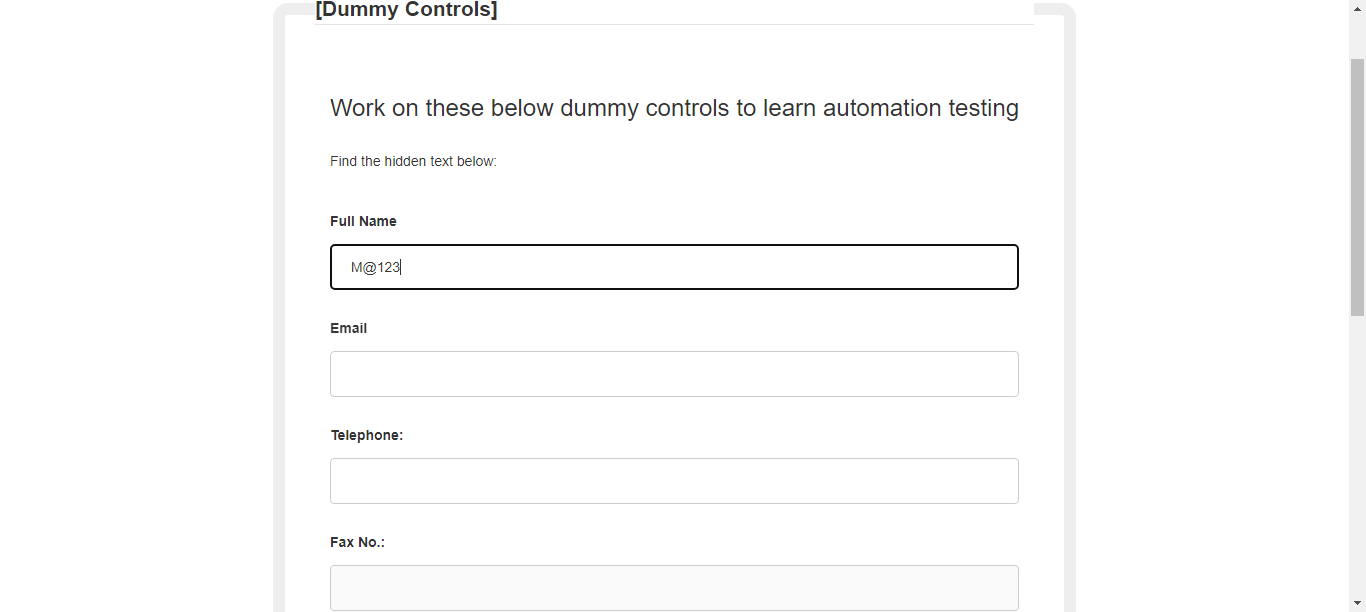 [Dummy Controls]
Work on these below dummy controls to learn automation testing
Find the hidden text below:
Full Name
M@123
Email
Telephone:
Fax No.: